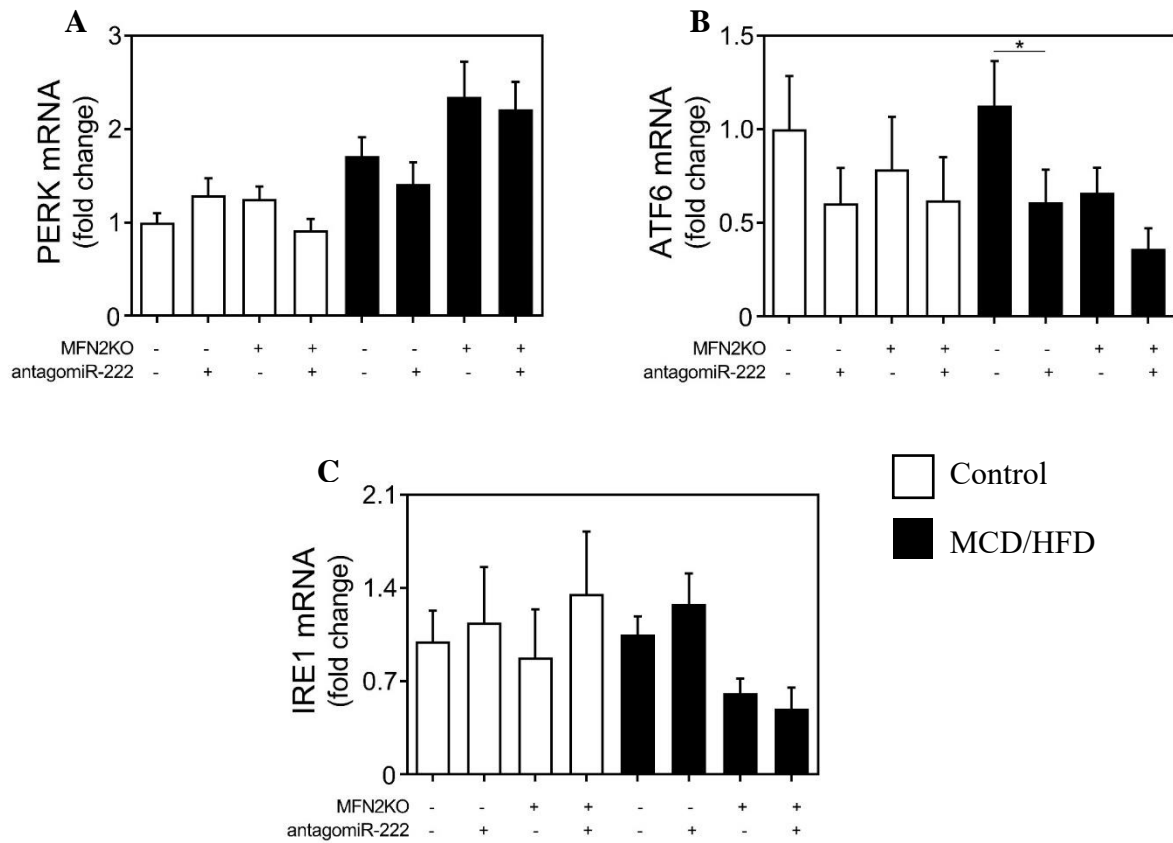 A
PERK mRNA
(fold change)
3
2
1
0
MFN2KO - - + + - - + +
antagomiR-222 - + - + - + - +
B
ATF6 mRNA
(fold change)
1.5
1.0
0.5
0
*
MFN2KO - - + + - - + +
antagomiR-222 - + - + - + - +
C
IRE1 mRNA
(fold change)
2.1
1.4
0.7
0
MFN2KO - - + + - - + +
antagomiR-222 - + - + - + - +
Control
MCD/HFD